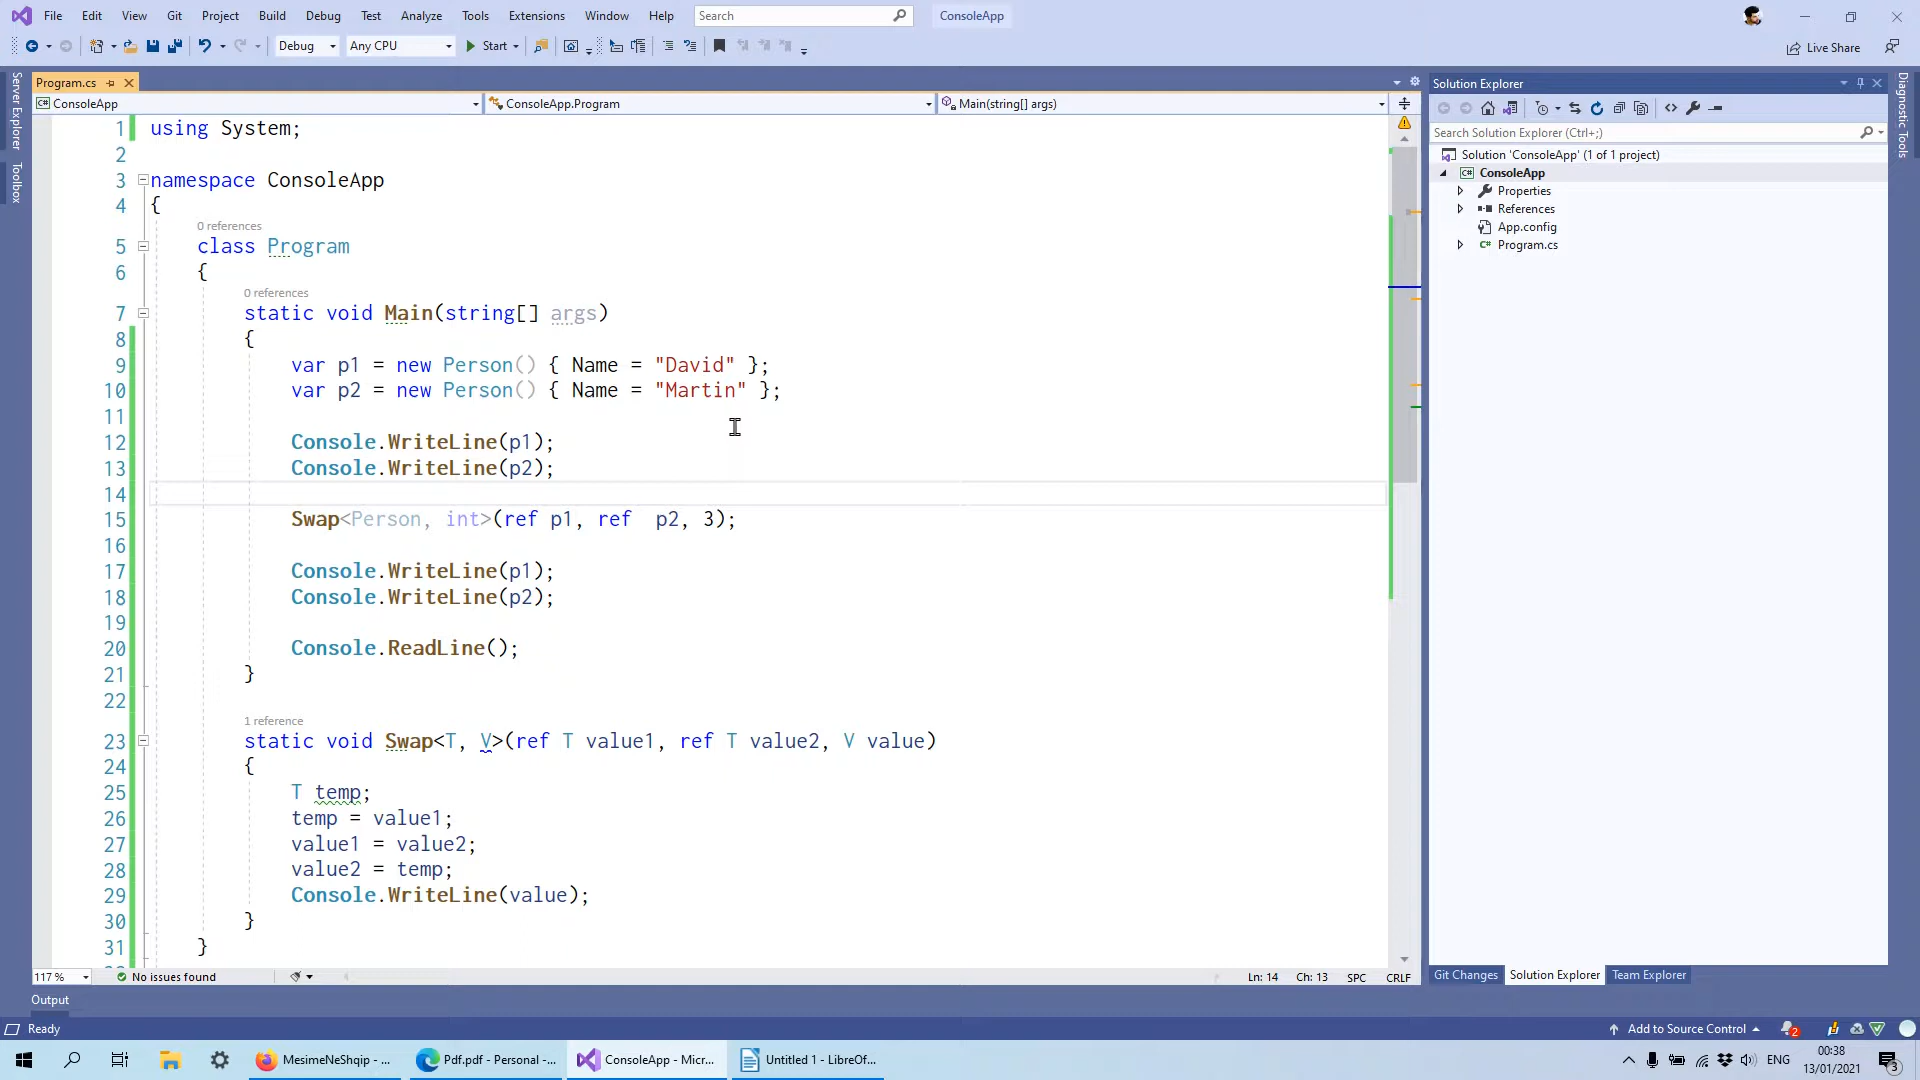 File Edit View Git Project Build Debug Test Analyze Tools Extensions Window Help Search ConsoleApp
Debug Any CPU Start Live Share
Server Explorer
Toolbox
Program.cs
ConsoleApp ConsoleApp.Program Main(string[] args)
1 using System;
2
3 namespace ConsoleApp
4 {
0 references
5 class Program
6 {
0 references
7 static void Main(string[] args)
8 {
9 var p1 = new Person() { Name = "David" };
10 var p2 = new Person() { Name = "Martin" };
11
12 Console.WriteLine(p1);
13 Console.WriteLine(p2);
14
15 Swap<Person, int>(ref p1, ref  p2, 3);
16
17 Console.WriteLine(p1);
18 Console.WriteLine(p2);
19
20 Console.ReadLine();
21 }
22
1 reference
23 static void Swap<T, V>(ref T value1, ref T value2, V value)
24 {
25 T temp;
26 temp = value1;
27 value1 = value2;
28 value2 = temp;
29 Console.WriteLine(value);
30 }
31 }
117 % No issues found Ln: 14 Ch: 13 SPC CRLF
Solution Explorer
Search Solution Explorer (Ctrl+;)
Solution 'ConsoleApp' (1 of 1 project)
C# ConsoleApp
Properties
References
App.config
C# Program.cs
Git Changes Solution Explorer Team Explorer
Diagnostic Tools
Output
Ready Add to Source Control 2
MesimeNeShqip - ... Pdf.pdf - Personal -... ConsoleApp - Micr... Untitled 1 - LibreOf... ENG 00:38
13/01/2021 3